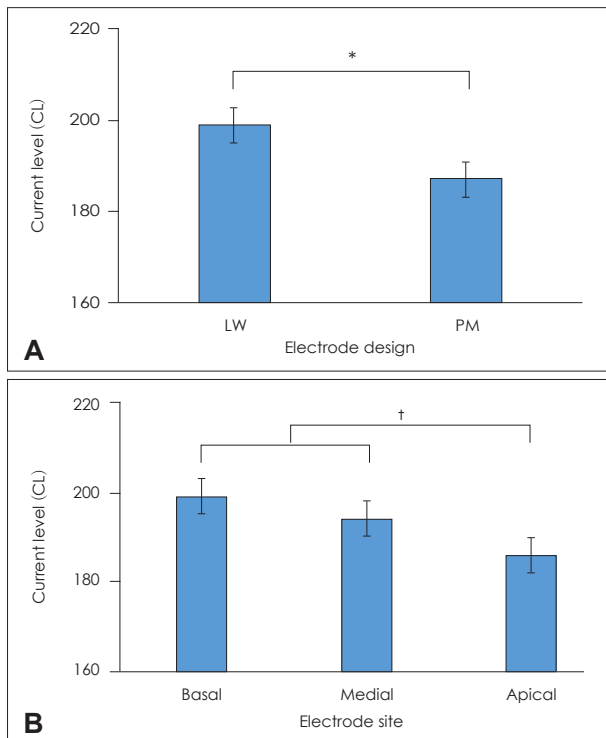 220
*
200
180
160
Current level (CL)
LW PM
Electrode design
A
220
†
200
180
160
Current level (CL)
Basal Medial Apical
Electrode site
B